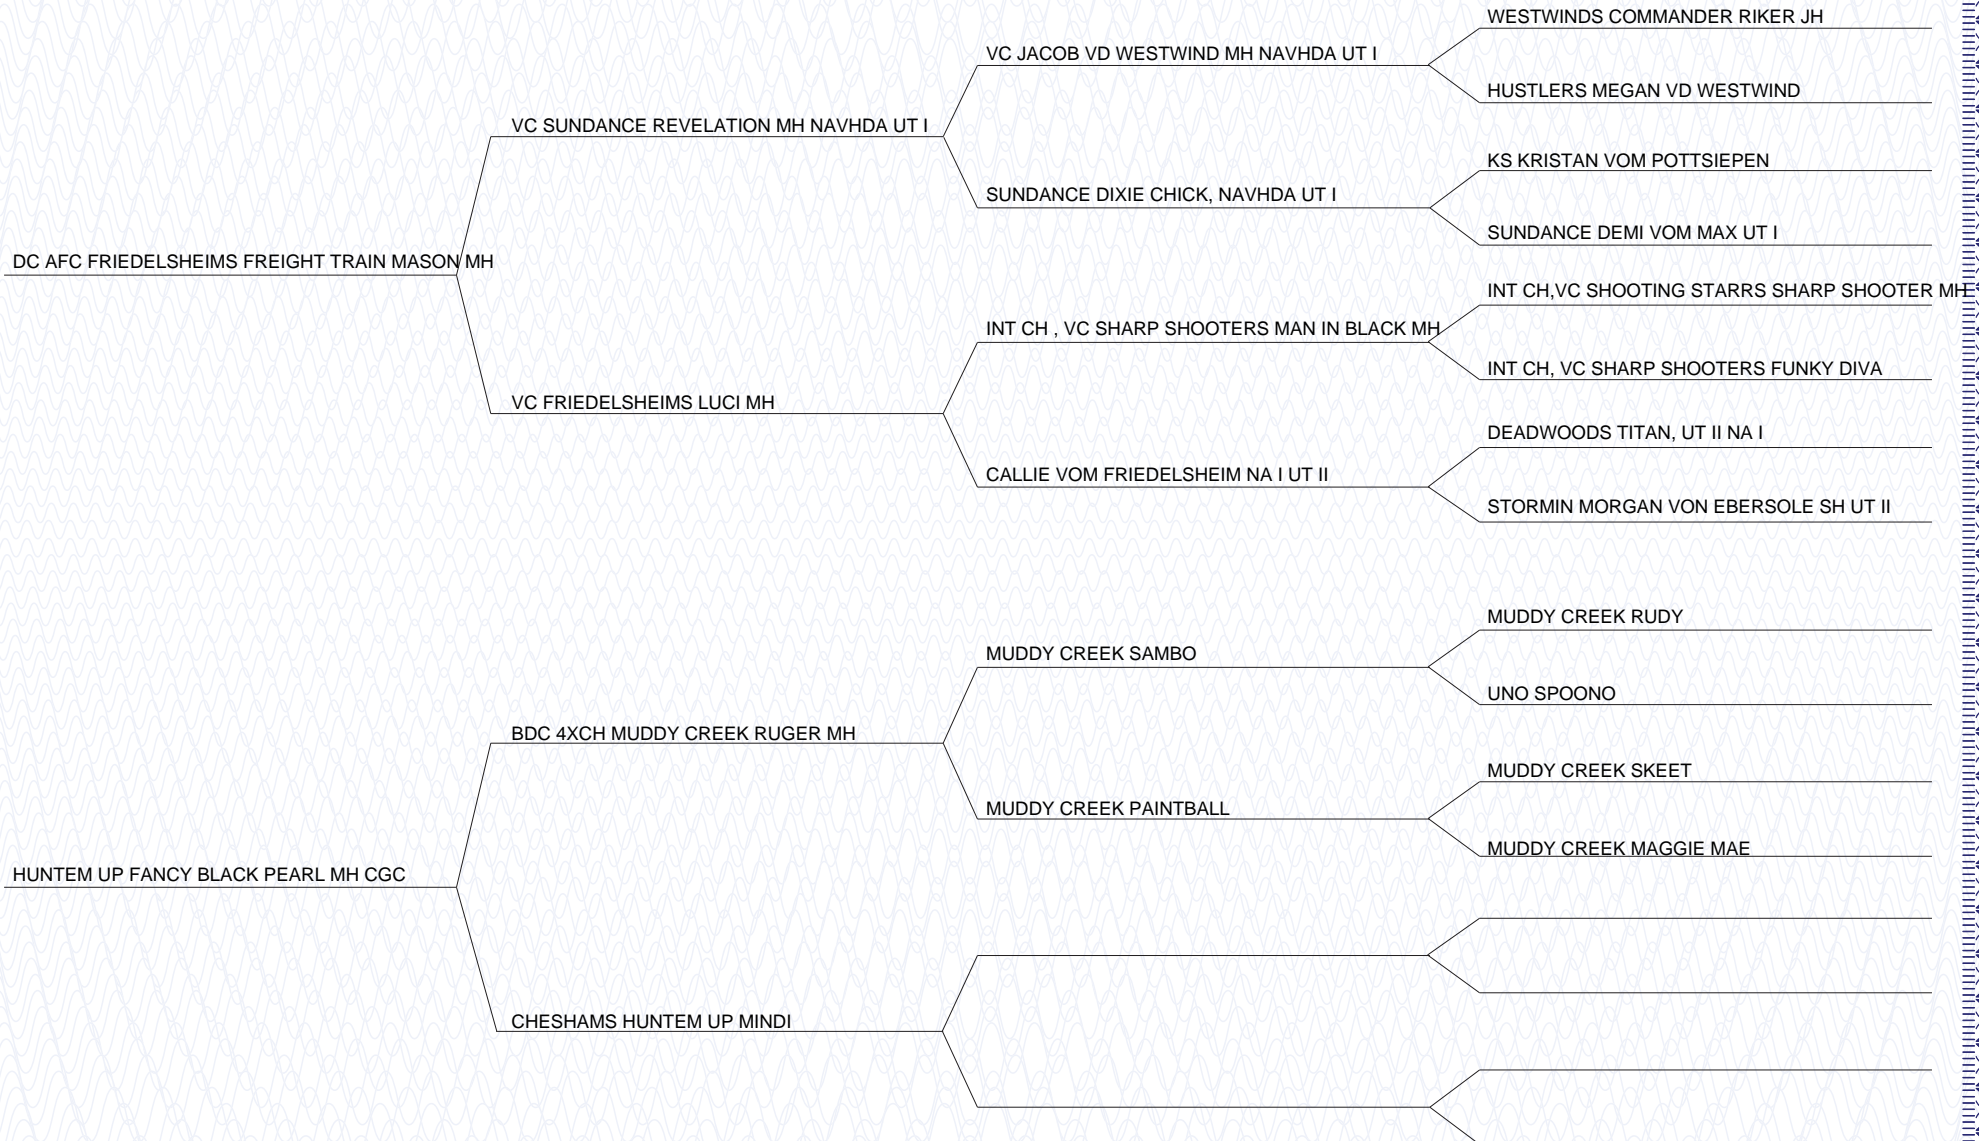 WESTWINDS COMMANDER RIKER JH
VC JACOB VD WESTWIND MH NAVHDA UT I
HUSTLERS MEGAN VD WESTWIND
VC SUNDANCE REVELATION MH NAVHDA UT I
KS KRISTAN VOM POTTSIEPEN
SUNDANCE DIXIE CHICK, NAVHDA UT I
SUNDANCE DEMI VOM MAX UT I
DC AFC FRIEDELSHEIMS FREIGHT TRAIN MASON MH
INT CH,VC SHOOTING STARRS SHARP SHOOTER MH
INT CH , VC SHARP SHOOTERS MAN IN BLACK MH
INT CH, VC SHARP SHOOTERS FUNKY DIVA
VC FRIEDELSHEIMS LUCI MH
DEADWOODS TITAN, UT II NA I
CALLIE VOM FRIEDELSHEIM NA I UT II
STORMIN MORGAN VON EBERSOLE SH UT II
MUDDY CREEK RUDY
MUDDY CREEK SAMBO
UNO SPOONO
BDC 4XCH MUDDY CREEK RUGER MH
MUDDY CREEK SKEET
MUDDY CREEK PAINTBALL
MUDDY CREEK MAGGIE MAE
HUNTEM UP FANCY BLACK PEARL MH CGC
CHESHAMS HUNTEM UP MINDI